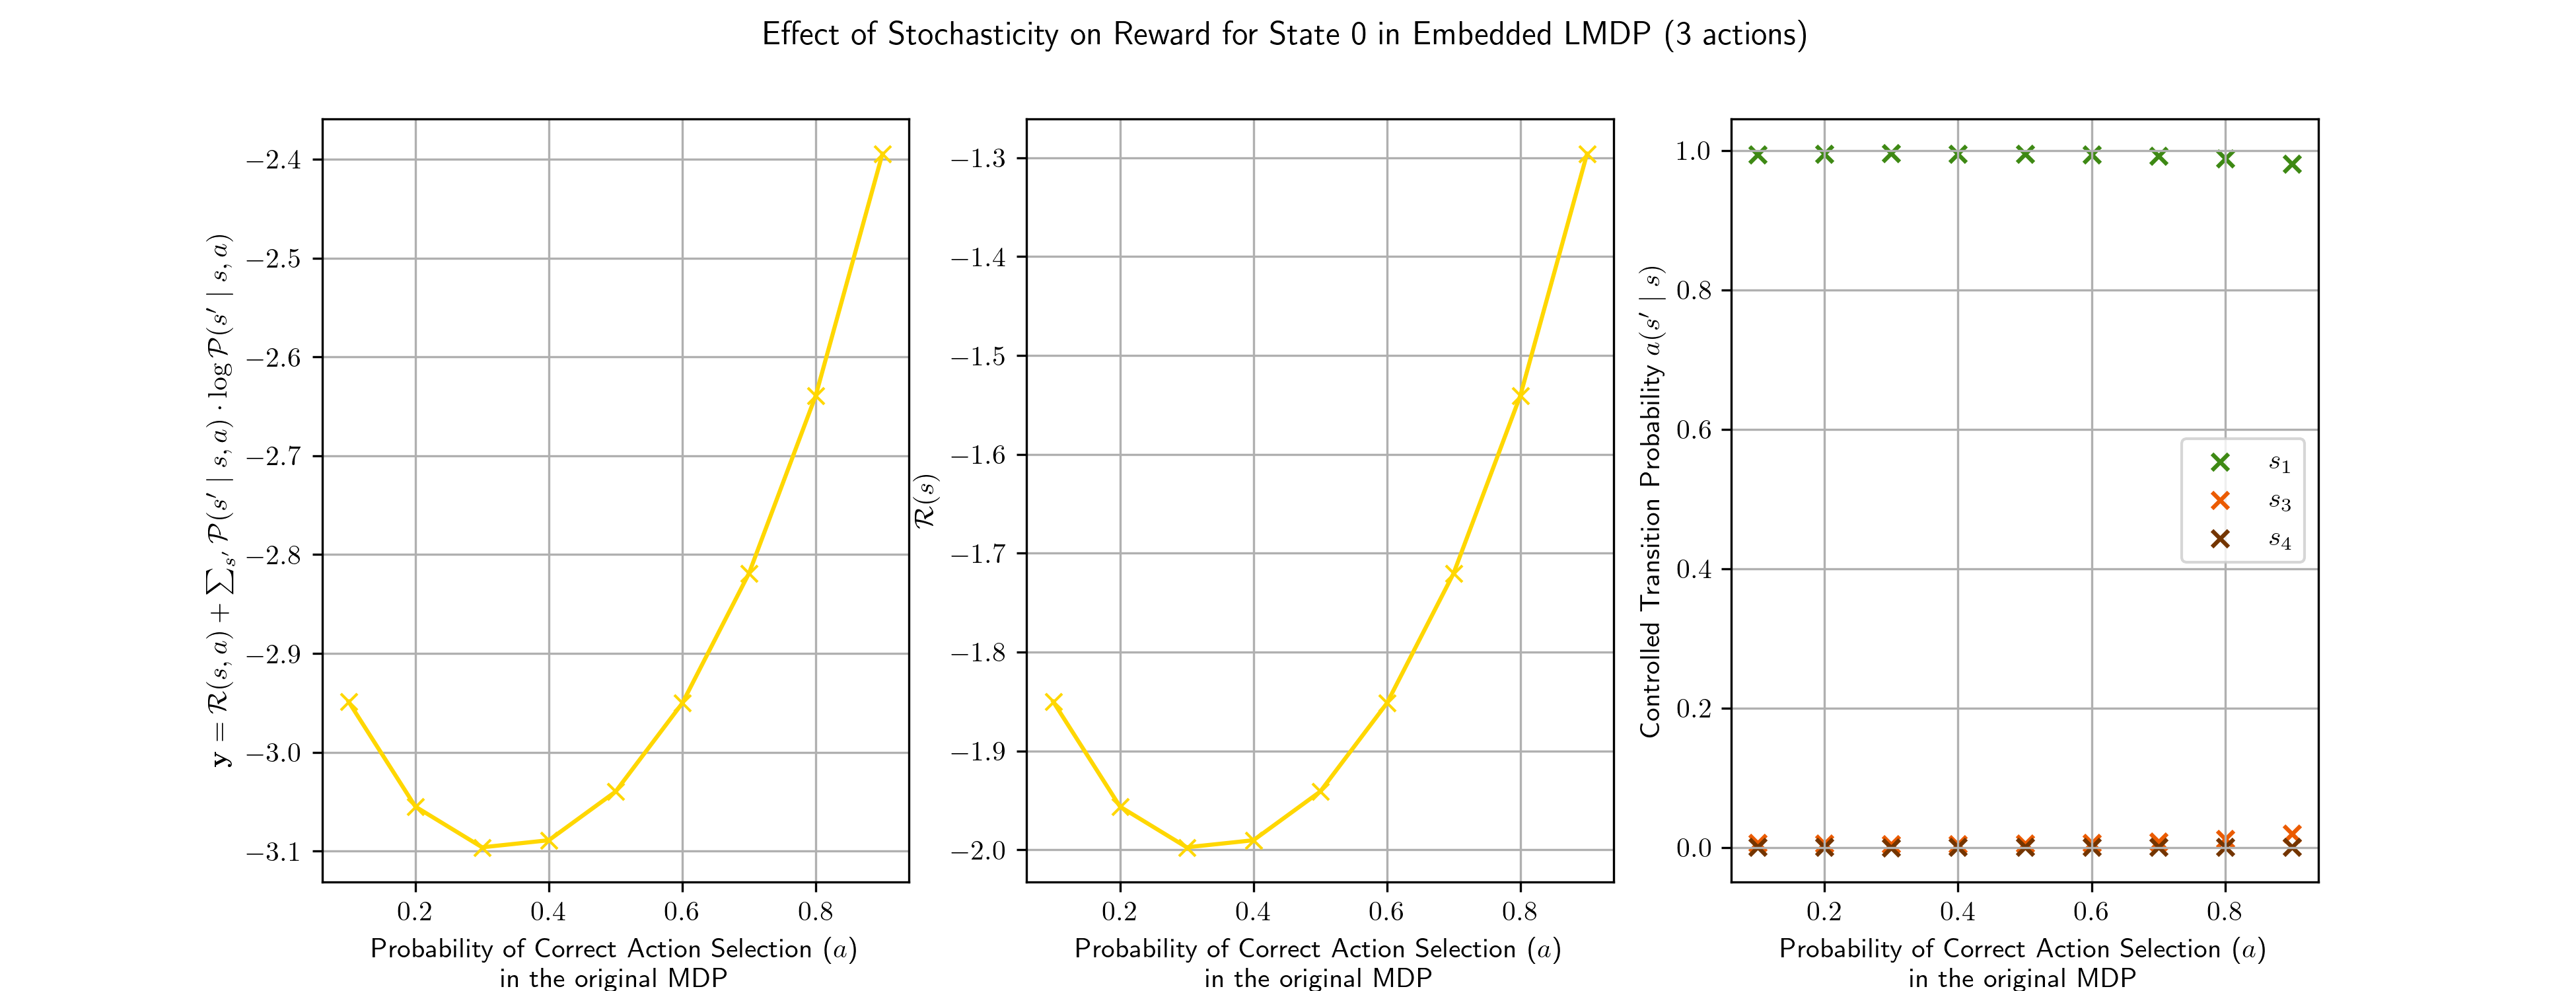 Effect of Stochasticity on Reward for State 0 in Embedded LMDP (3 actions)
y = R(s, a) + ∑s′ P(s′ | s, a) · log P(s′ | s, a)
−2.4
−2.5
−2.6
−2.7
−2.8
−2.9
−3.0
−3.1
0.2 0.4 0.6 0.8
Probability of Correct Action Selection (a)
in the original MDP
R(s)
−1.3
−1.4
−1.5
−1.6
−1.7
−1.8
−1.9
−2.0
0.2 0.4 0.6 0.8
Probability of Correct Action Selection (a)
in the original MDP
Controlled Transition Probability a(s′ | s)
1.0
0.8
0.6
0.4
0.2
0.0
s1
s3
s4
0.2 0.4 0.6 0.8
Probability of Correct Action Selection (a)
in the original MDP